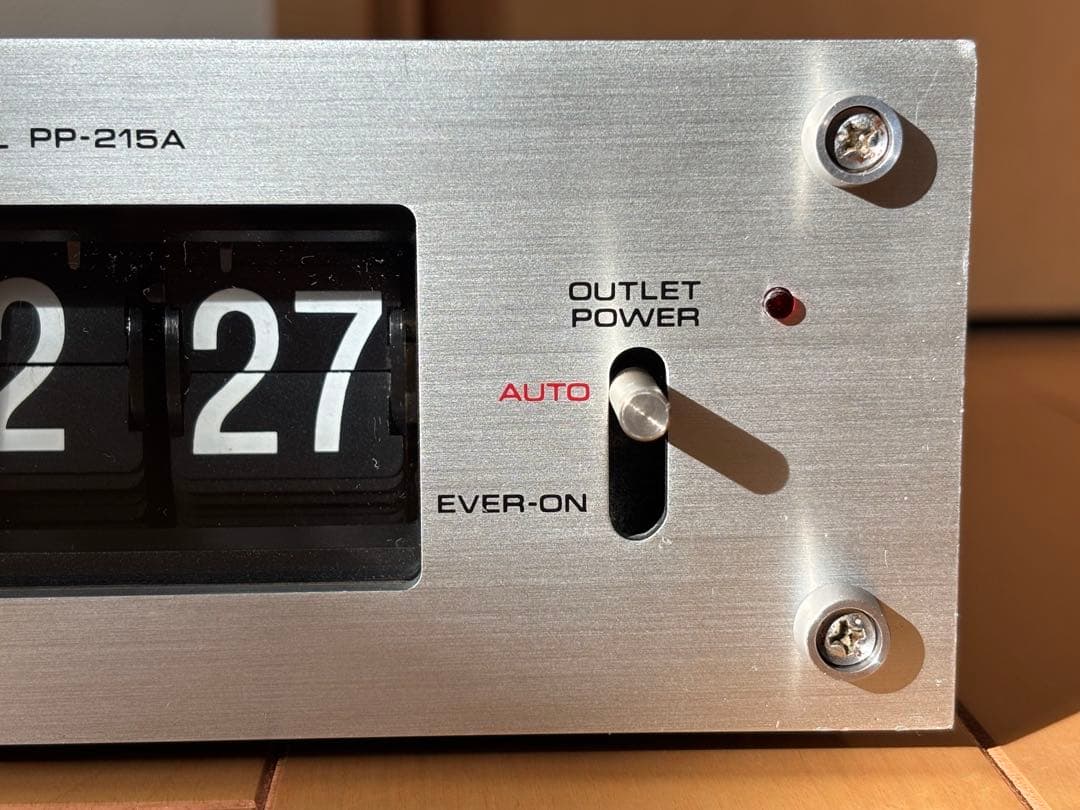 PP-215A
2 27
OUTLET
POWER
AUTO
EVER-ON